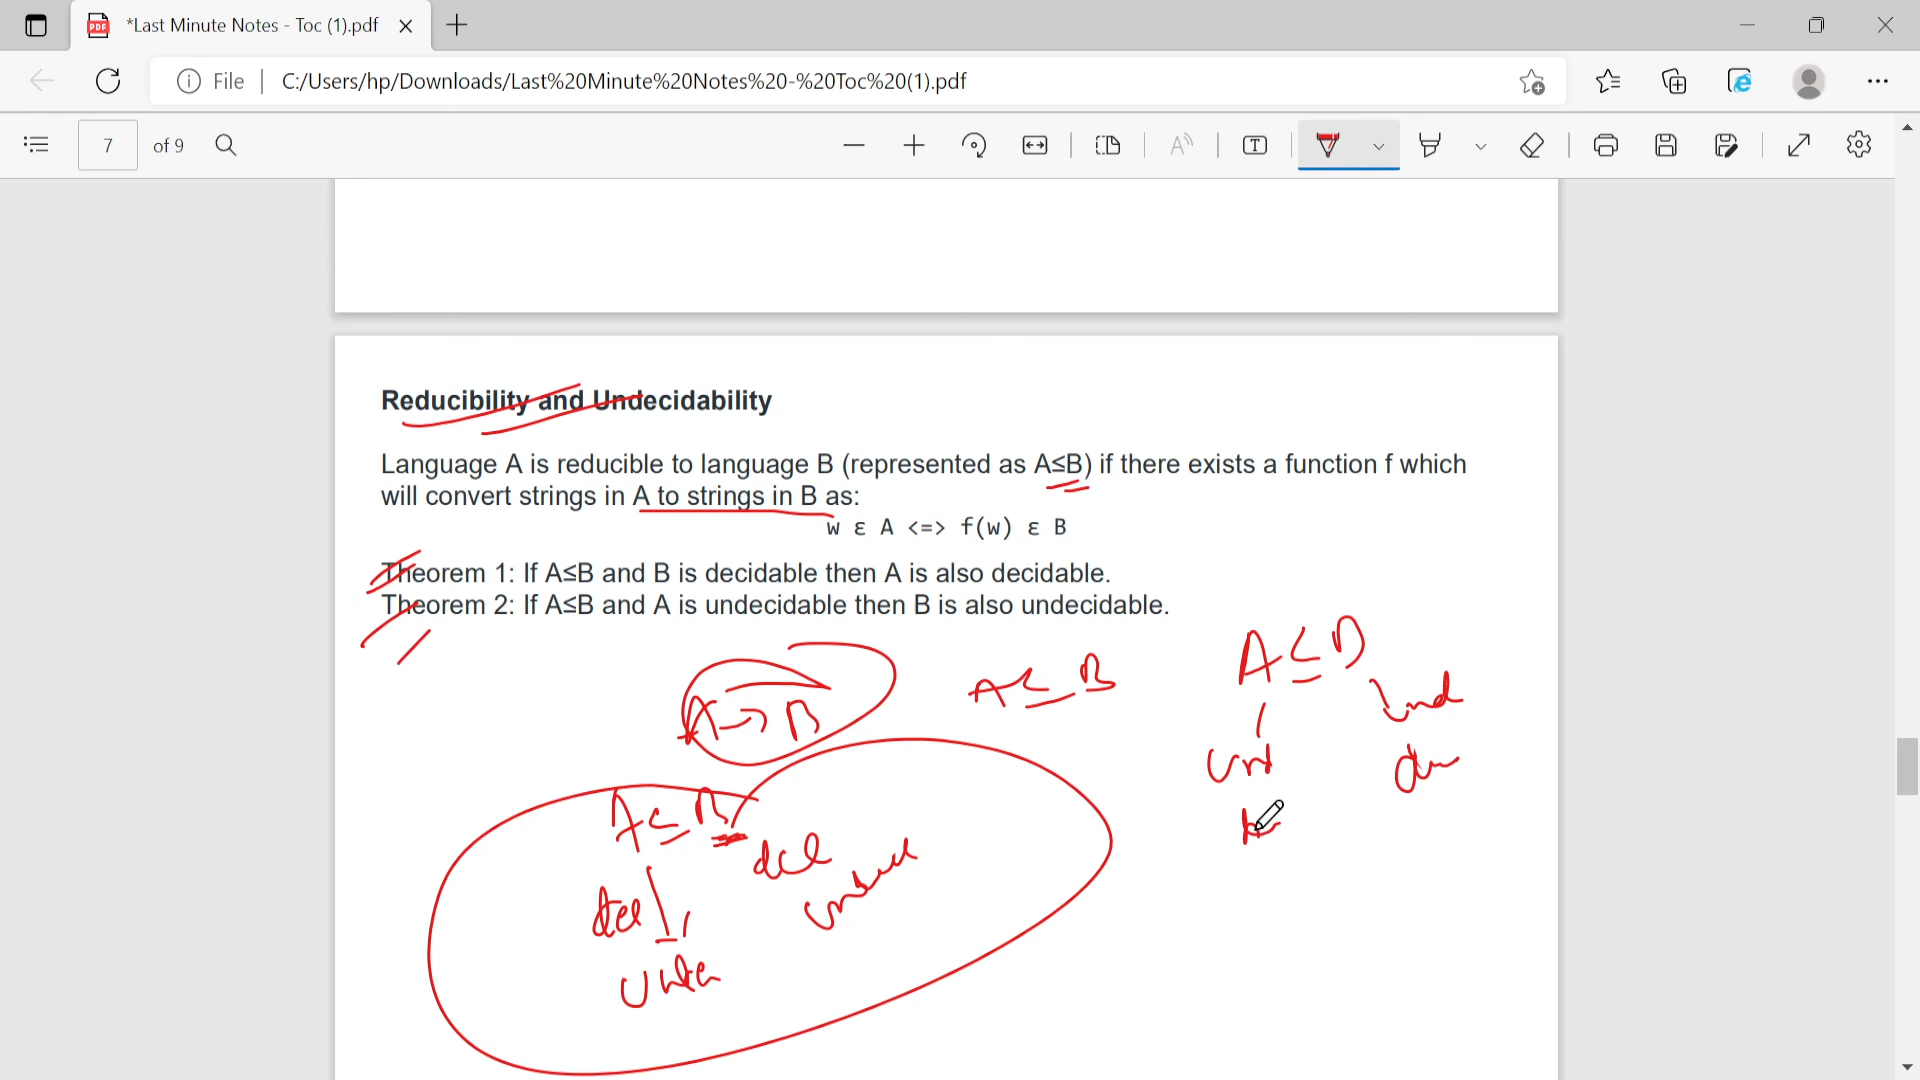 *Last Minute Notes - Toc (1).pdf
File
C:/Users/hp/Downloads/Last%20Minute%20Notes%20-%20Toc%20(1).pdf
7 of 9
Reducibility and Undecidability
Language A is reducible to language B (represented as A≤B) if there exists a function f which
will convert strings in A to strings in B as:
w ε A <=> f(w) ε B
Theorem 1: If A≤B and B is decidable then A is also decidable.
Theorem 2: If A≤B and A is undecidable then B is also undecidable.
A → B
A ≤ B
A ≤ B
A ≤ B